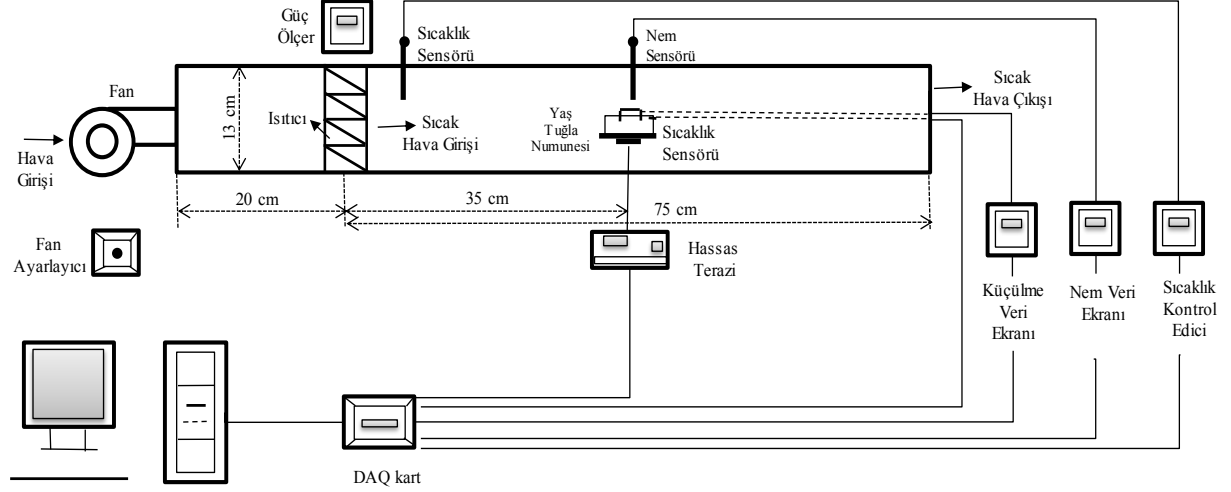 Güç
Ölçer
Sıcaklık
Sensörü
Nem
Sensörü
Fan
13 cm
Isıtıcı
Sıcak
Hava Girişi
Yaş
Tuğla
Numunesi
Sıcaklık
Sensörü
Sıcak
Hava Çıkışı
Hava
Girişi
20 cm
35 cm
75 cm
Fan
Ayarlayıcı
Hassas
Terazi
Küçülme
Veri
Ekranı
Nem Veri
Ekranı
Sıcaklık
Kontrol
Edici
DAQ kart